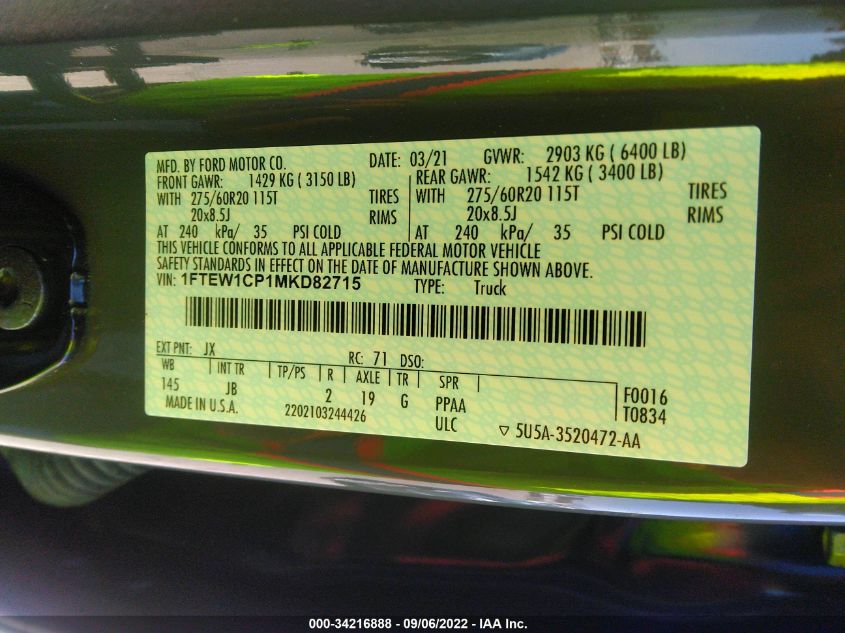 MFD. BY FORD MOTOR CO. DATE: 03/21 GVWR: 2903 KG ( 6400 LB)
FRONT GAWR: 1429 KG ( 3150 LB) REAR GAWR: 1542 KG ( 3400 LB)
WITH 275/60R20 115T TIRES WITH 275/60R20 115T TIRES
20x8.5J RIMS 20x8.5J RIMS
AT 240 kPa/ 35 PSI COLD AT 240 kPa/ 35 PSI COLD
THIS VEHICLE CONFORMS TO ALL APPLICABLE FEDERAL MOTOR VEHICLE
SAFETY STANDARDS IN EFFECT ON THE DATE OF MANUFACTURE SHOWN ABOVE.
VIN: 1FTEW1CP1MKD82715 TYPE: Truck
EXT PNT: JX RC: 71 DSO:
WB INT TR TP/PS R AXLE TR SPR
145 JB 2 19 G PPAA F0016
MADE IN U.S.A. 2202103244426 ULC T0834
▽ 5U5A-3520472-AA
000-34216888 - 09/06/2022 - IAA Inc.